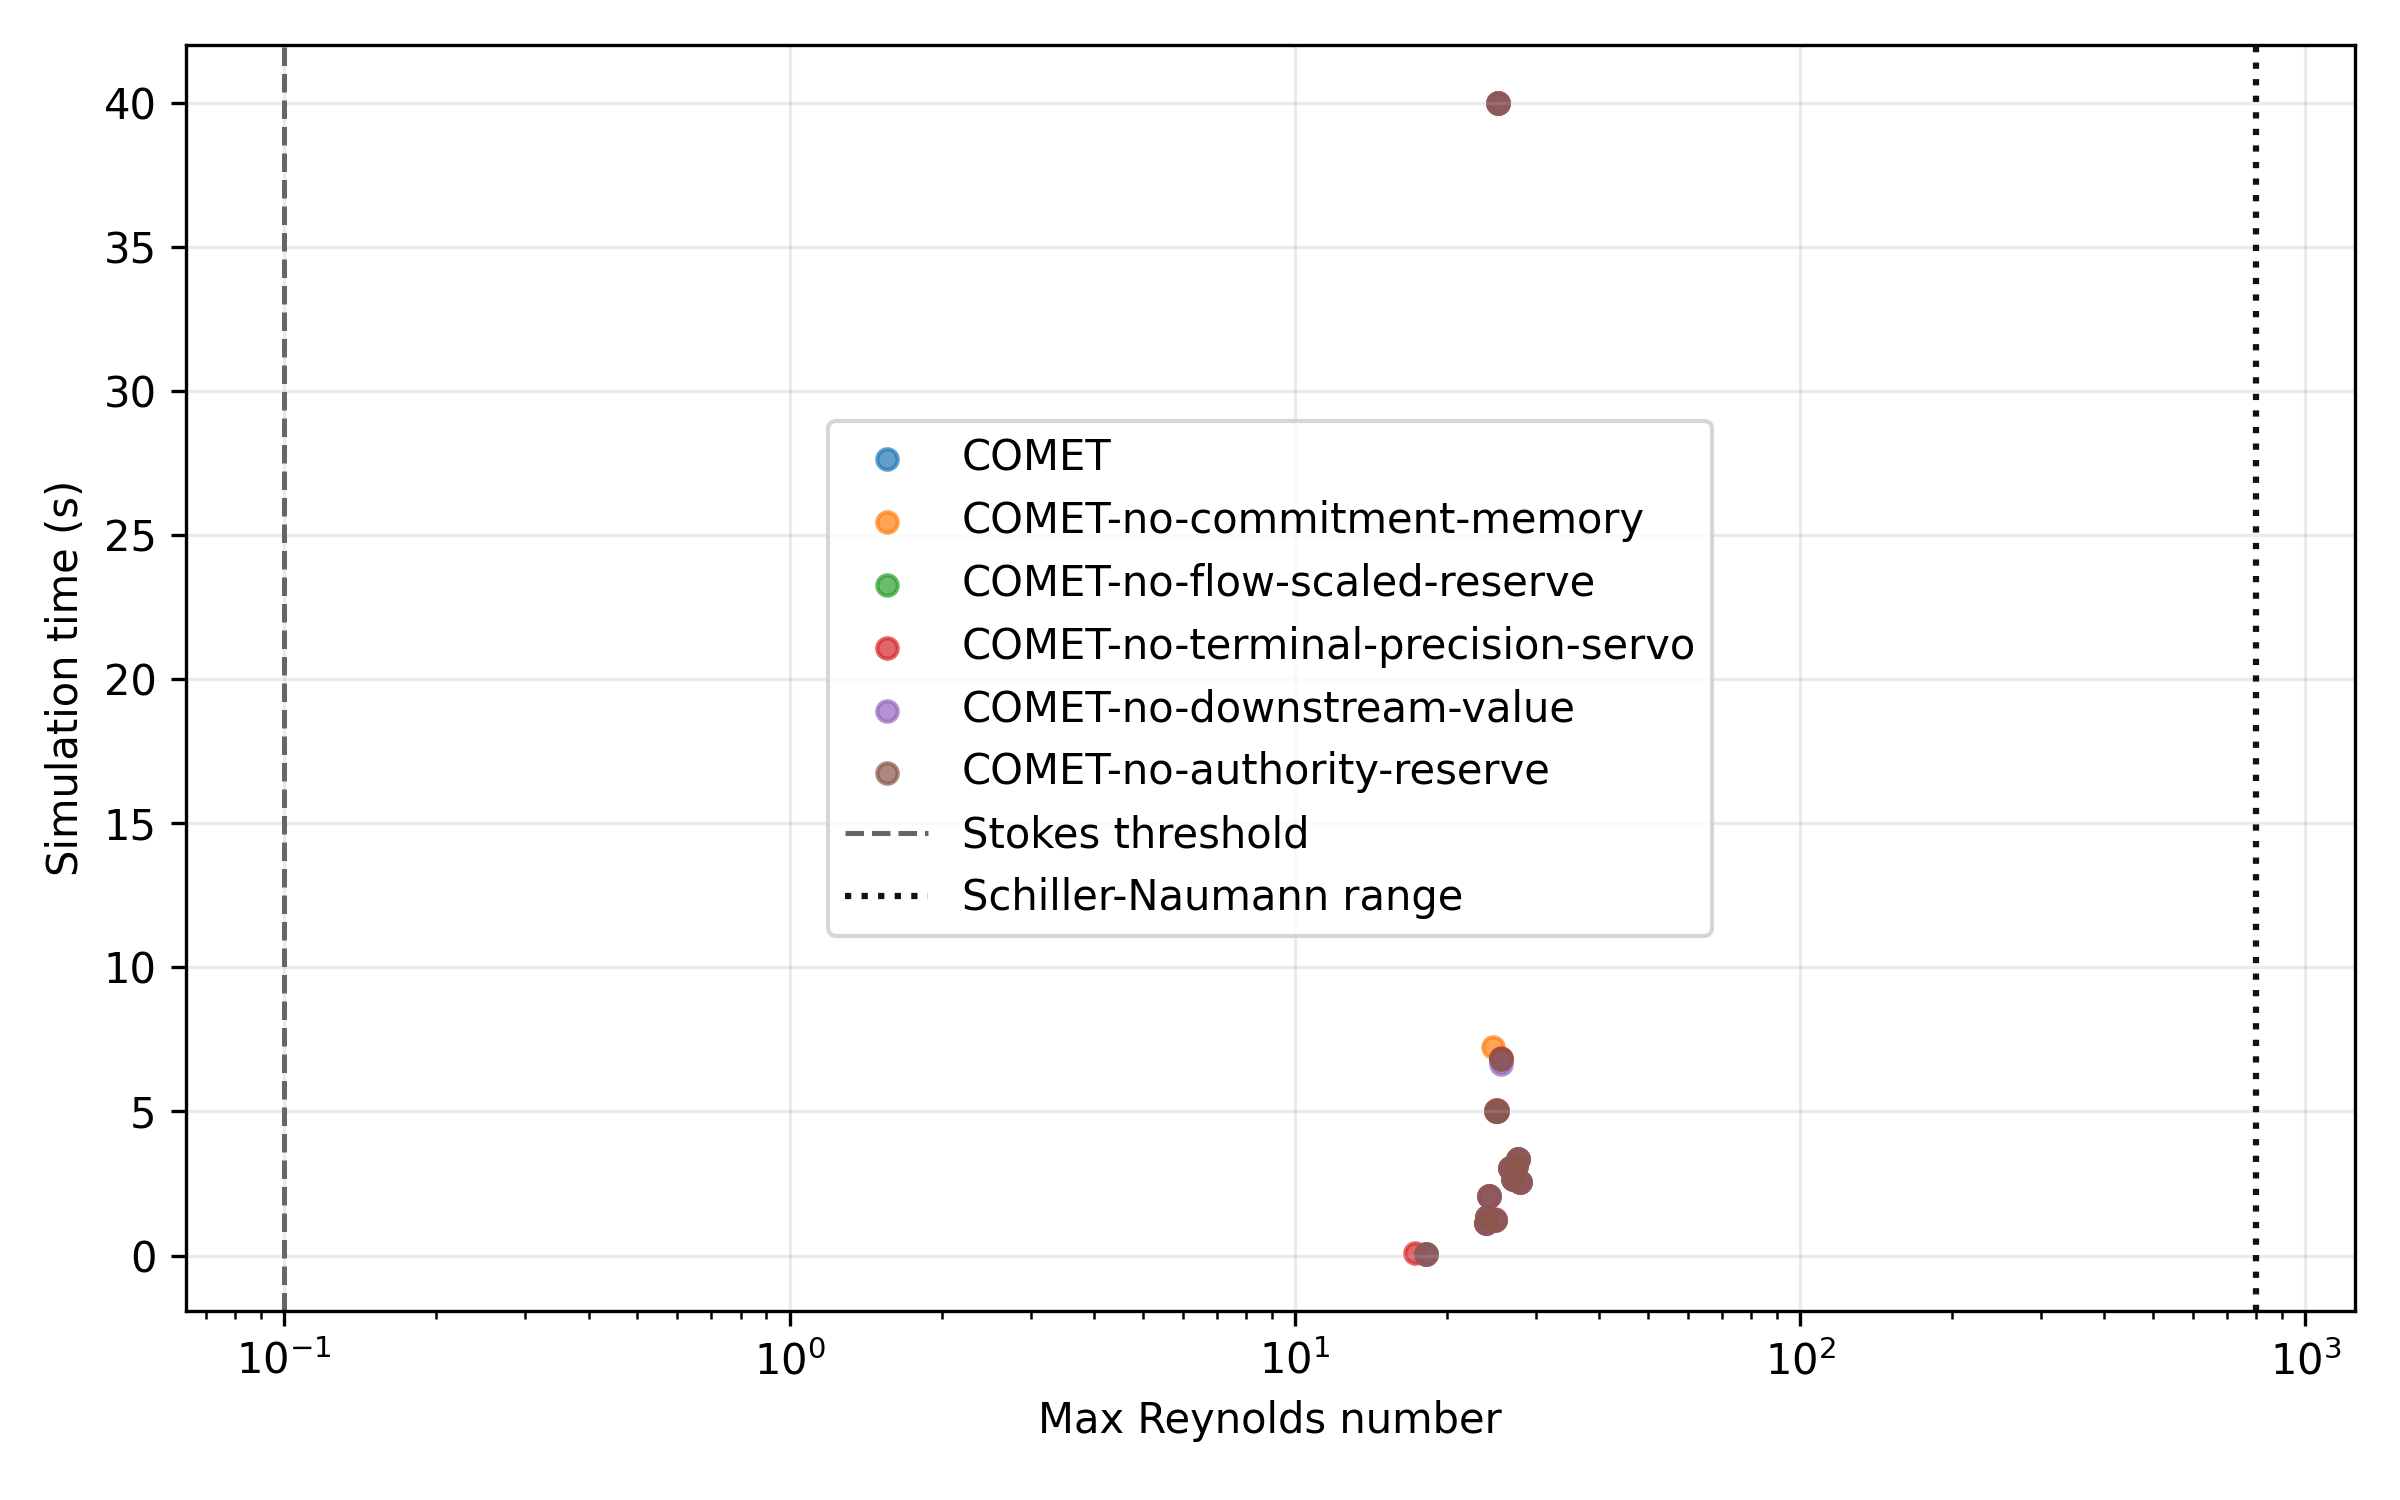 40
35
30
25
20
15
10
5
0
Simulation time (s)
COMET
COMET-no-commitment-memory
COMET-no-flow-scaled-reserve
COMET-no-terminal-precision-servo
COMET-no-downstream-value
COMET-no-authority-reserve
Stokes threshold
Schiller-Naumann range
10⁻¹ 10⁰ 10¹ 10² 10³
Max Reynolds number